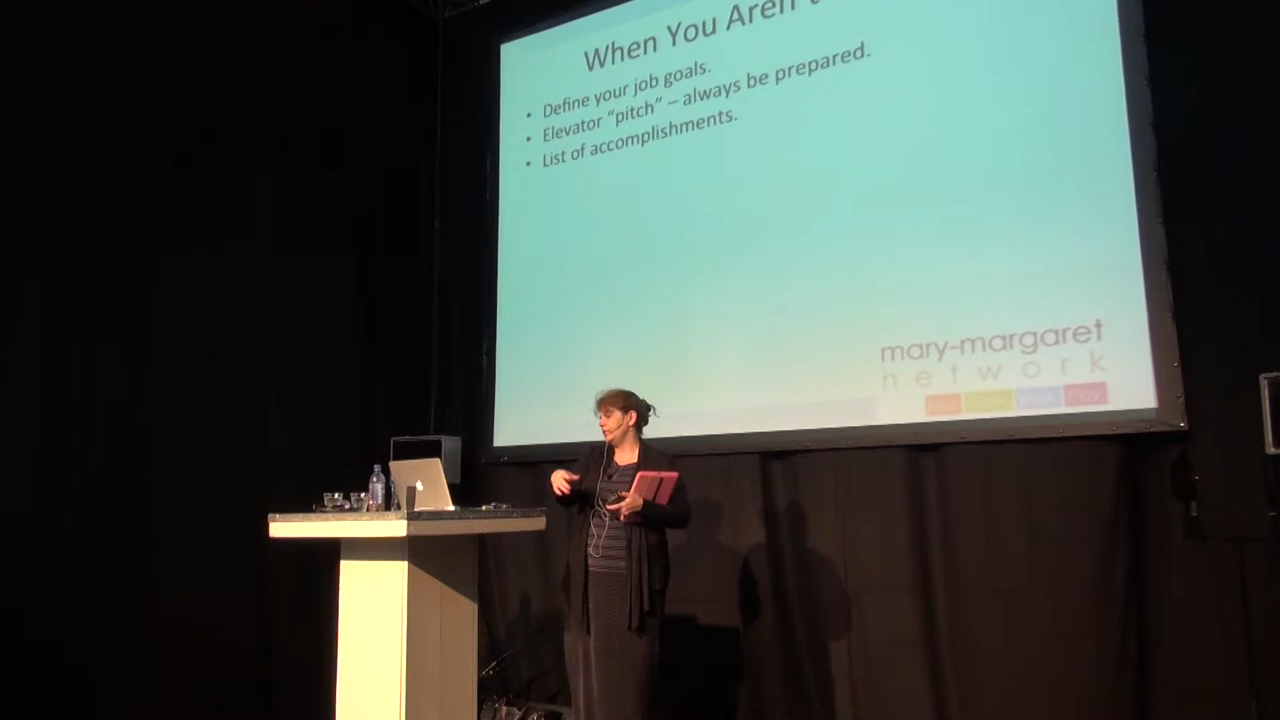 When You Aren't
• Define your job goals.
• Elevator “pitch” – always be prepared.
• List of accomplishments.
mary-margaret
network